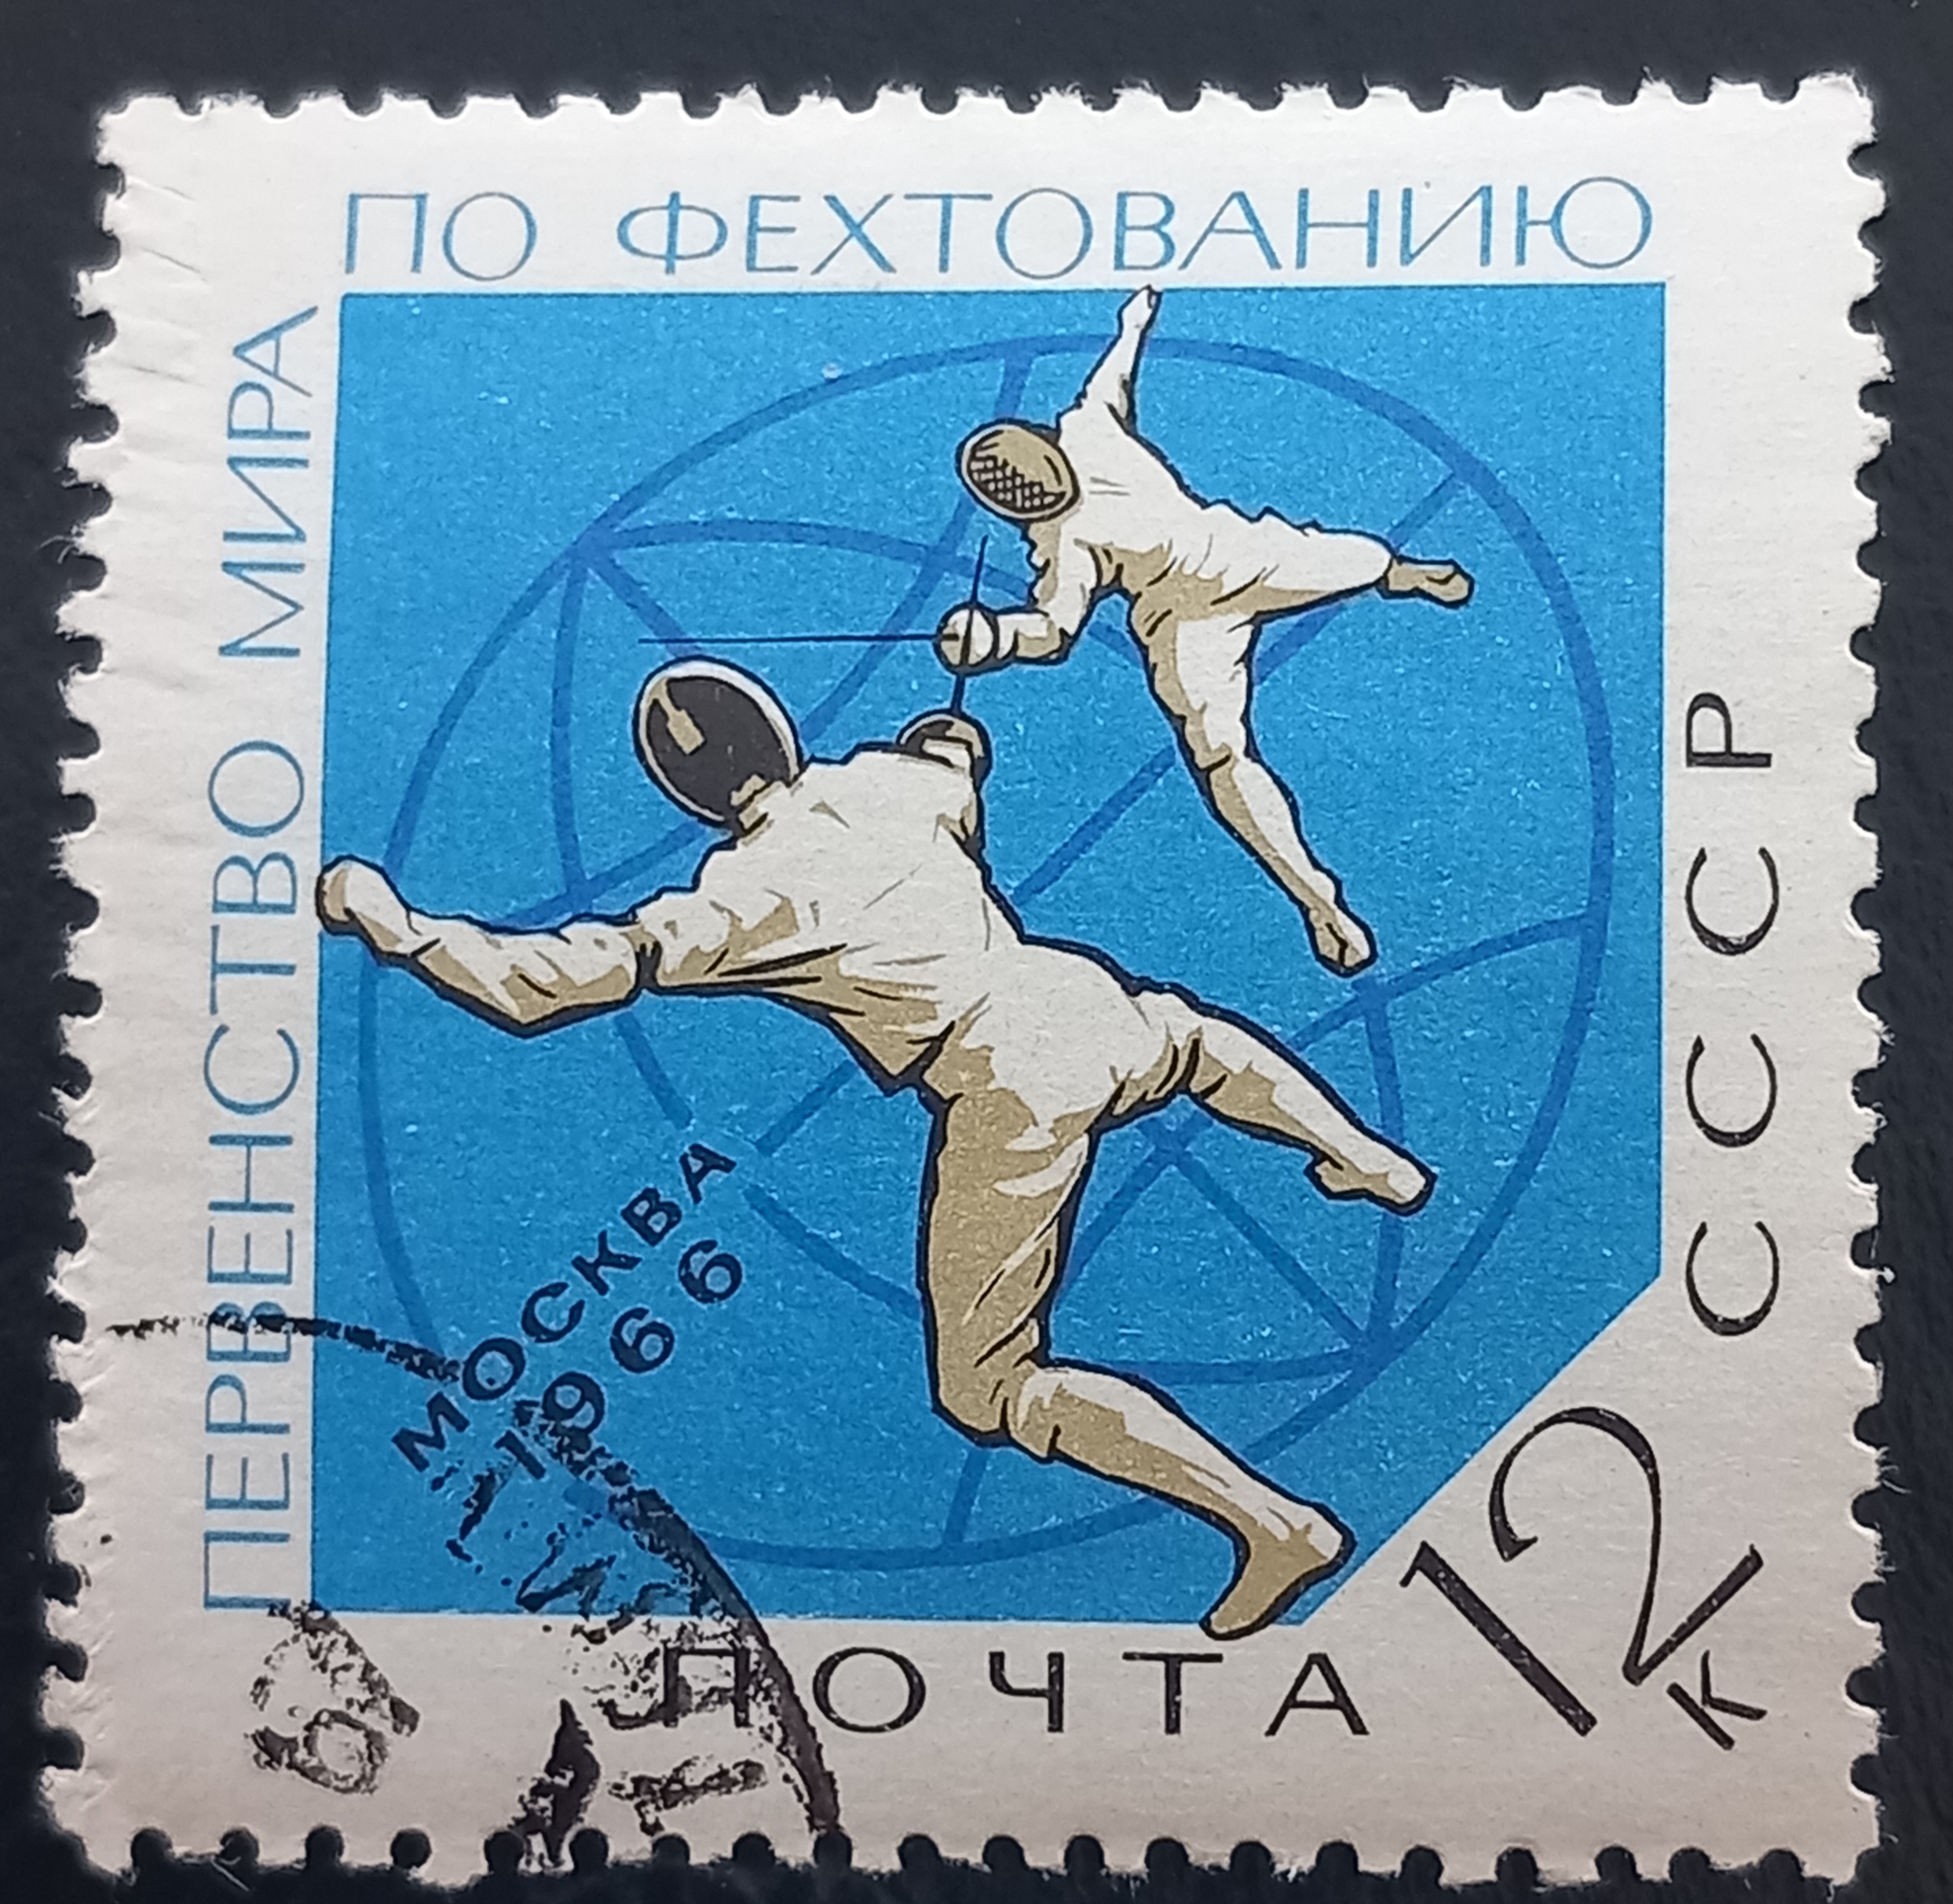 ПЕРВЕНСТВО МИРА
ПО ФЕХТОВАНИЮ
МОСКВА
1966
СССР
ПОЧТА
12 К